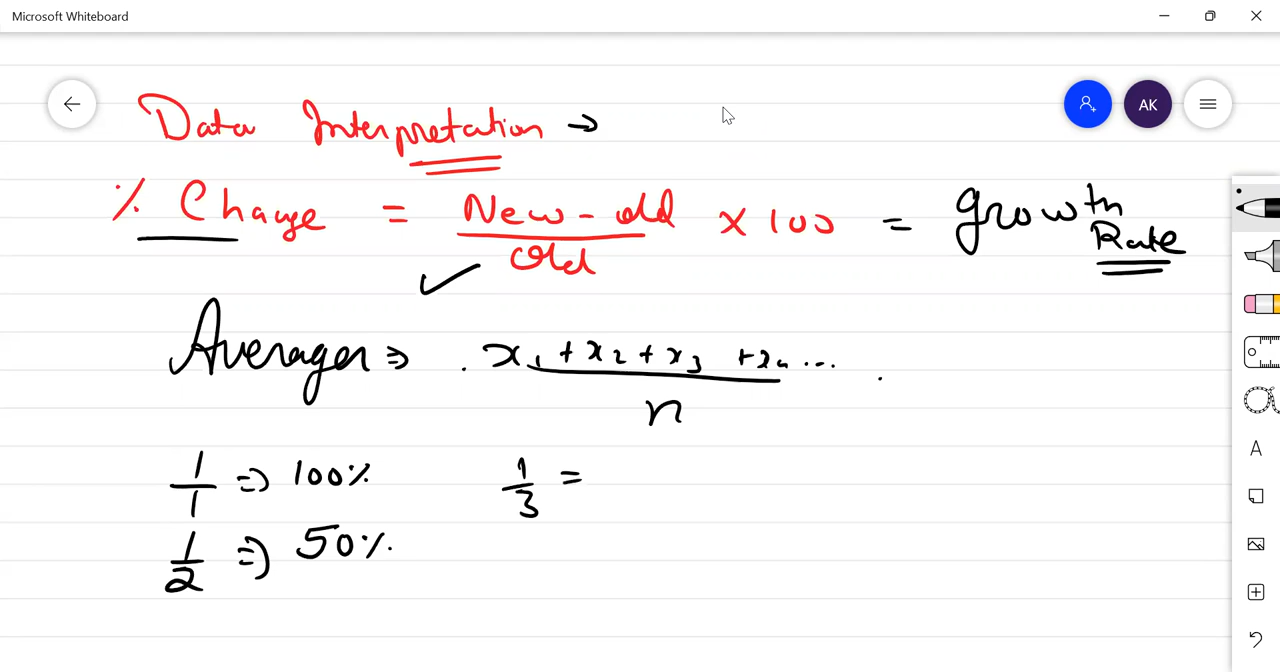 Microsoft Whiteboard
AK
Data Interpretation →
% Change = New - old / Old × 100 = growth Rate
Averages ⇒ x1 + x2 + x3 + x4 ... / n
1/1 ⇒ 100% 1/3 =
1/2 ⇒ 50%
A